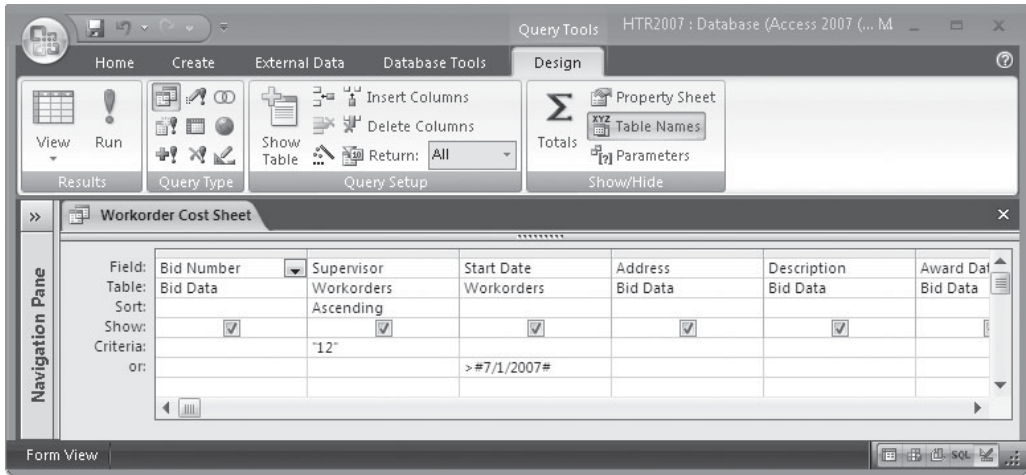 Query Tools
HTR2007 : Database (Access 2007 (... M
Home Create External Data Database Tools Design
View
Run
Show Table
Insert Columns
Delete Columns
Return: All
Totals
Property Sheet
XYZ Table Names
[?] Parameters
Results Query Type Query Setup Show/Hide
Workorder Cost Sheet
Navigation Pane
Field: Bid Number Supervisor Start Date Address Description Award Dat
Table: Bid Data Workorders Workorders Bid Data Bid Data Bid Data
Sort: Ascending
Show:
Criteria: "12"
or: >#7/1/2007#
Form View
SQL